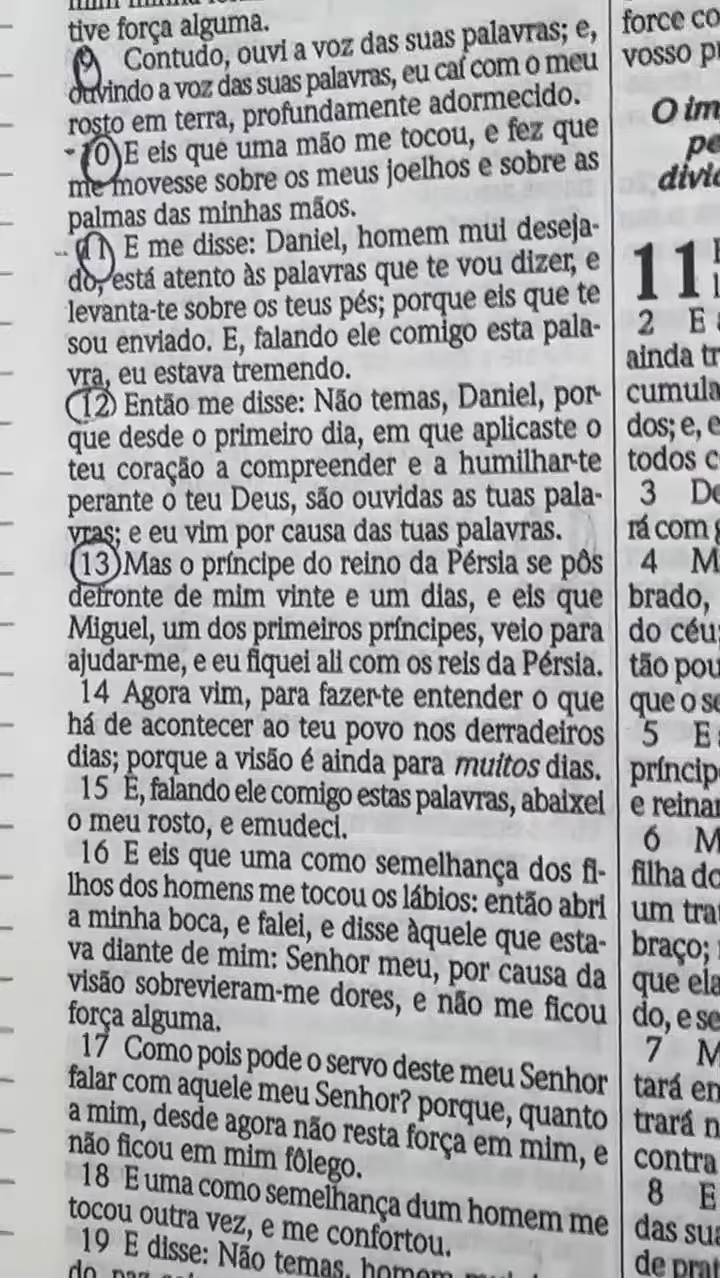 tive força alguma.
9 Contudo, ouvi a voz das suas palavras; e,
ouvindo a voz das suas palavras, eu caí com o meu
rosto em terra, profundamente adormecido.
10 E eis que uma mão me tocou, e fez que
me movesse sobre os meus joelhos e sobre as
palmas das minhas mãos.
11 E me disse: Daniel, homem mui deseja-
do, está atento às palavras que te vou dizer, e
levanta-te sobre os teus pés; porque eis que te
sou enviado. E, falando ele comigo esta pala-
vra, eu estava tremendo.
12 Então me disse: Não temas, Daniel, por-
que desde o primeiro dia, em que aplicaste o
teu coração a compreender e a humilhar-te
perante o teu Deus, são ouvidas as tuas pala-
vras; e eu vim por causa das tuas palavras.
13 Mas o príncipe do reino da Pérsia se pôs
defronte de mim vinte e um dias, e eis que
Miguel, um dos primeiros príncipes, veio para
ajudar-me, e eu fiquei ali com os reis da Pérsia.
14 Agora vim, para fazer-te entender o que
há de acontecer ao teu povo nos derradeiros
dias; porque a visão é ainda para muitos dias.
15 E, falando ele comigo estas palavras, abaixei
o meu rosto, e emudeci.
16 E eis que uma como semelhança dos fi-
lhos dos homens me tocou os lábios: então abri
a minha boca, e falei, e disse àquele que esta-
va diante de mim: Senhor meu, por causa da
visão sobrevieram-me dores, e não me ficou
força alguma.
17 Como pois pode o servo deste meu Senhor
falar com aquele meu Senhor? porque, quanto
a mim, desde agora não resta força em mim, e
não ficou em mim fôlego.
18 E uma como semelhança dum homem me
tocou outra vez, e me confortou.
19 E disse: Não temas, homem
force co
vosso
O im
pe
divid
11
2 E
ainda tr
cumula
dos; e, e
todos c
3 De
rá com
4 M
brado,
do céu;
tão pou
que o se
5 E
príncip
e reinar
6 M
filha do
um tra
braço;
que ela
do, e se
7 M
tará en
trará n
contra
8 E
das sua
de prat